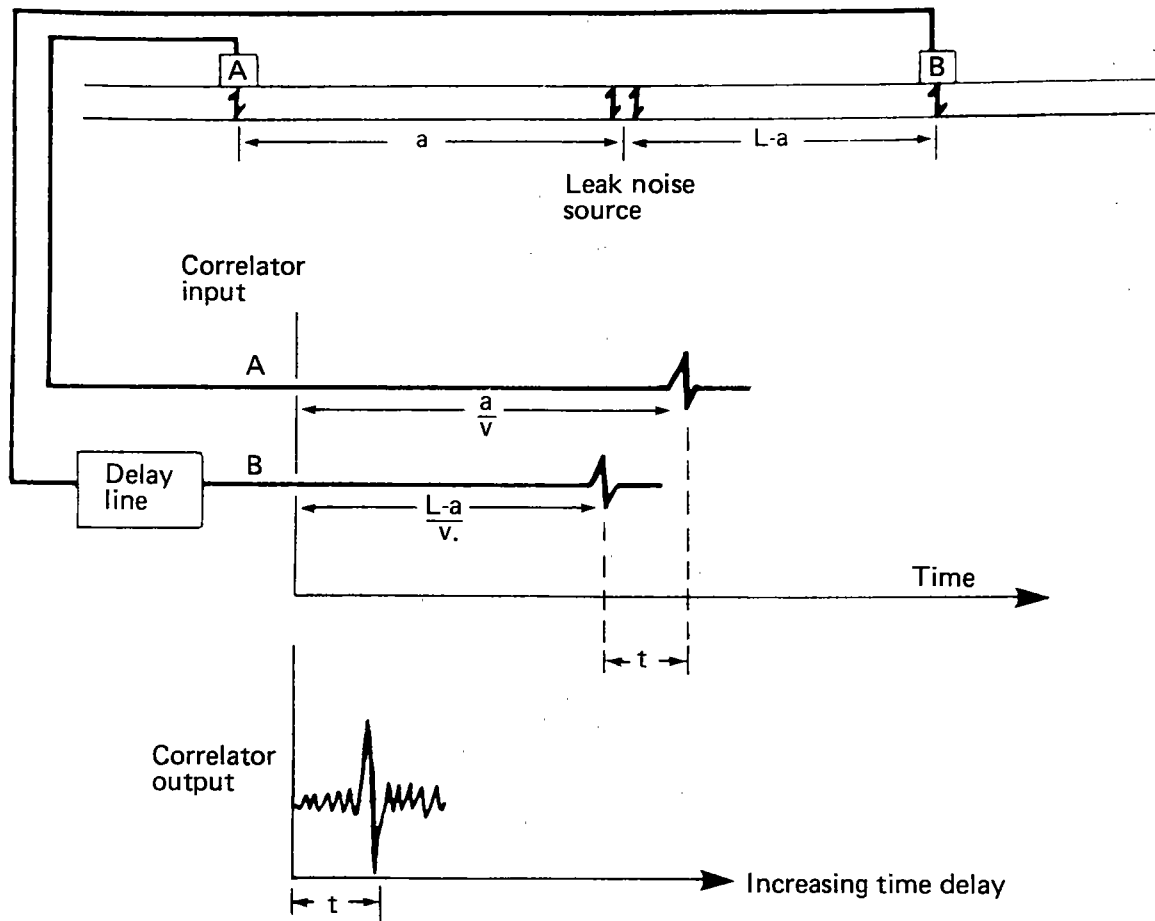 A
B
a
L-a
Leak noise
source
Correlator
input
A
a
v
Delay
line
B
L-a
v.
Time
t
Correlator
output
Increasing time delay
t